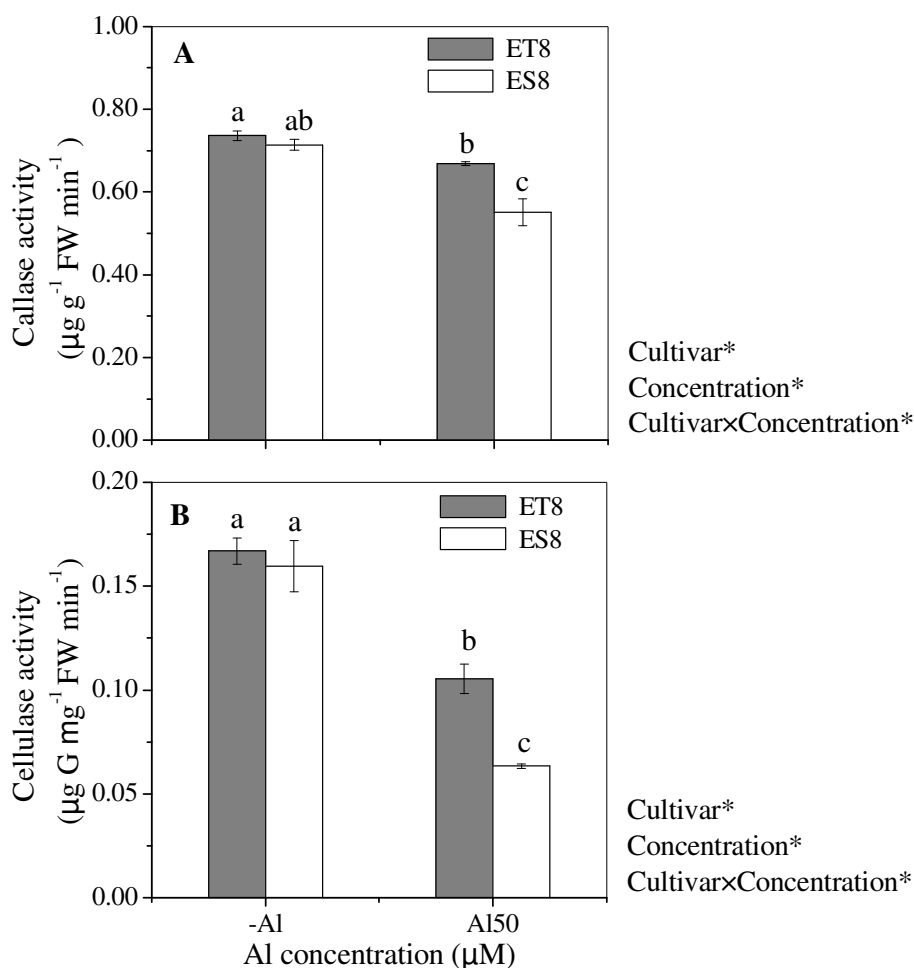 1.00
A
ET8
ES8
a
ab
0.80
b
c
0.60
0.40
0.20
0.00
Callase activity
(μg g⁻¹ FW min⁻¹)
Cultivar*
Concentration*
Cultivar×Concentration*
0.20
B
ET8
ES8
a
a
0.15
b
0.10
c
0.05
0.00
Cellulase activity
(μg G mg⁻¹ FW min⁻¹)
Cultivar*
Concentration*
Cultivar×Concentration*
-Al
Al50
Al concentration (μM)